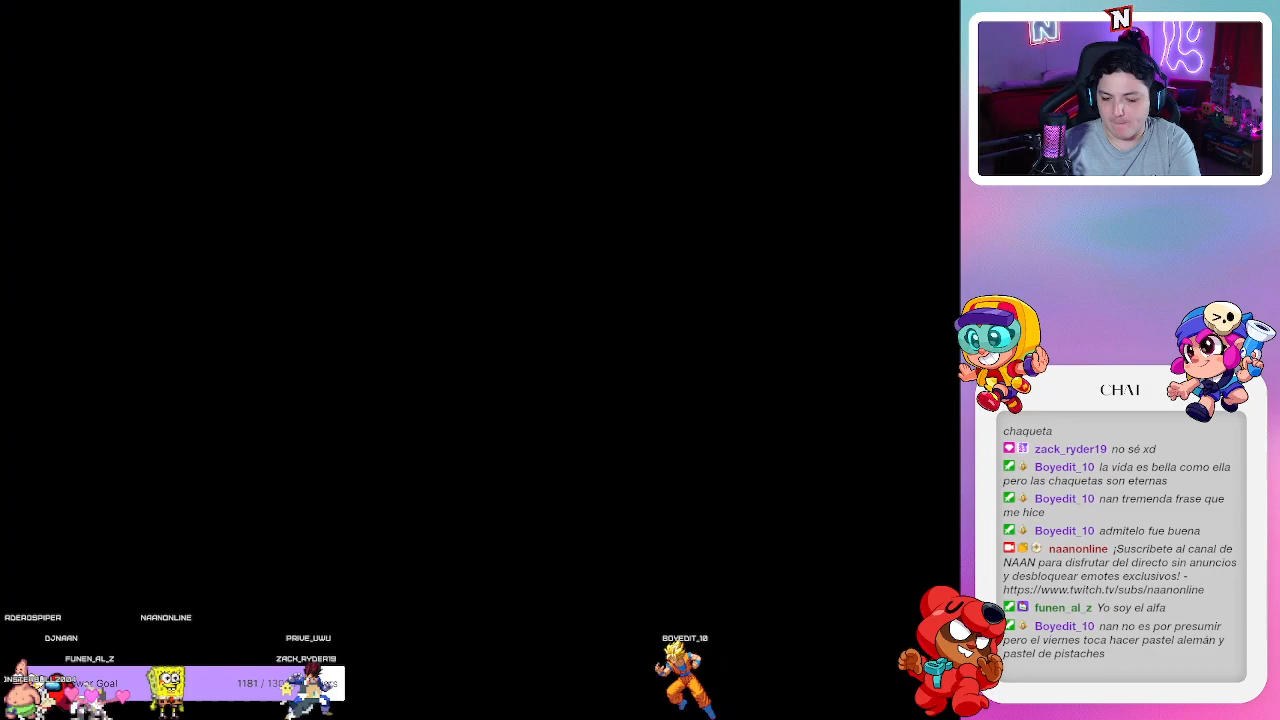 N
N
CHAT
chaqueta
zack_ryder19 no sé xd
Boyedit_10 la vida es bella como ella
pero las chaquetas son eternas
Boyedit_10 nan tremenda frase que
me hice
Boyedit_10 admitelo fue buena
naanonline ¡Suscribete al canal de
NAAN para disfrutar del directo sin anuncios
y desbloquear emotes exclusivos! -
https://www.twitch.tv/subs/naanonline
funen_al_z Yo soy el alfa
Boyedit_10 nan no es por presumir
pero el viernes toca hacer pastel alemán y
pastel de pistaches
ADEROSPIPER NAANONLINE
DJNAAN PRIVE_UWU BOYEDIT_10
FUNEN_AL_Z ZACK_RYDER19
Goal 1181 /